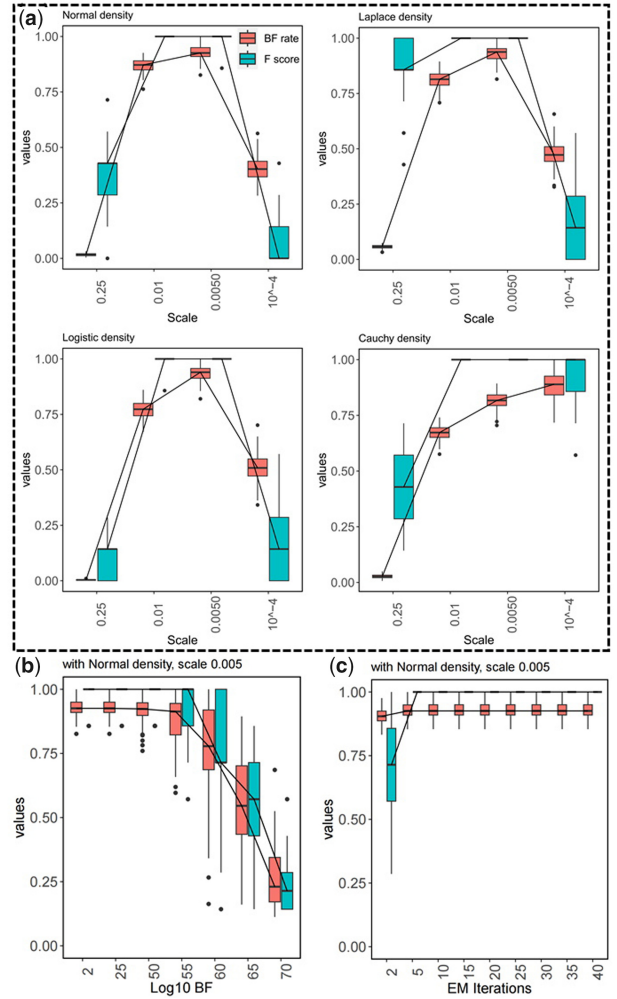 (a)
Normal density
BF rate
F score
values
1.00
0.75
0.50
0.25
0.00
0.25
0.01
0.0050
10^-4
Scale
Laplace density
values
1.00
0.75
0.50
0.25
0.00
0.25
0.01
0.0050
10^-4
Scale
Logistic density
values
1.00
0.75
0.50
0.25
0.00
0.25
0.01
0.0050
10^-4
Scale
Cauchy density
values
1.00
0.75
0.50
0.25
0.00
0.25
0.01
0.0050
10^-4
Scale
(b)
with Normal density, scale 0.005
values
1.00
0.75
0.50
0.25
0.00
2
25
50
55
60
65
70
Log10 BF
(c)
with Normal density, scale 0.005
values
1.00
0.75
0.50
0.25
0.00
2
5
10
15
20
25
30
35
40
EM Iterations